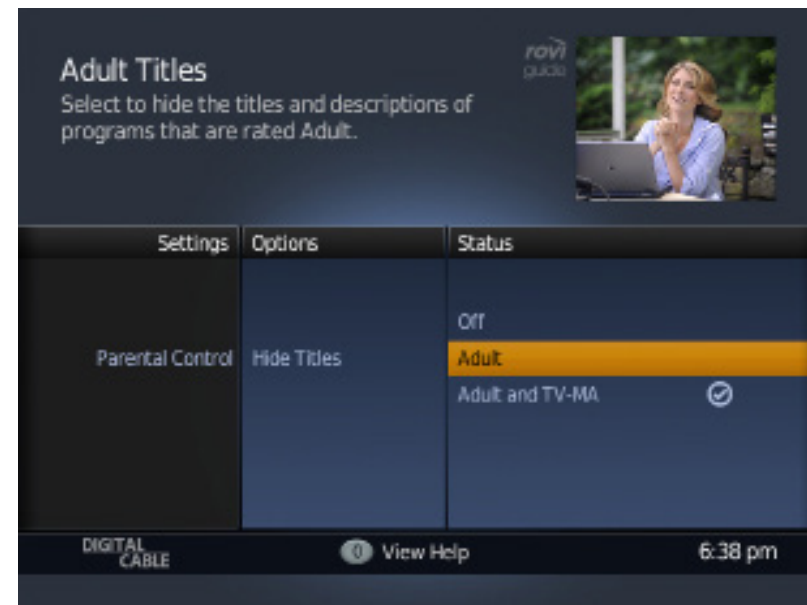 Adult Titles
Select to hide the titles and descriptions of
programs that are rated Adult.
rovi
guide
Settings Options Status
Off
Parental Control Hide Titles Adult
Adult and TV-MA
DIGITAL
CABLE
0 View Help
6:38 pm